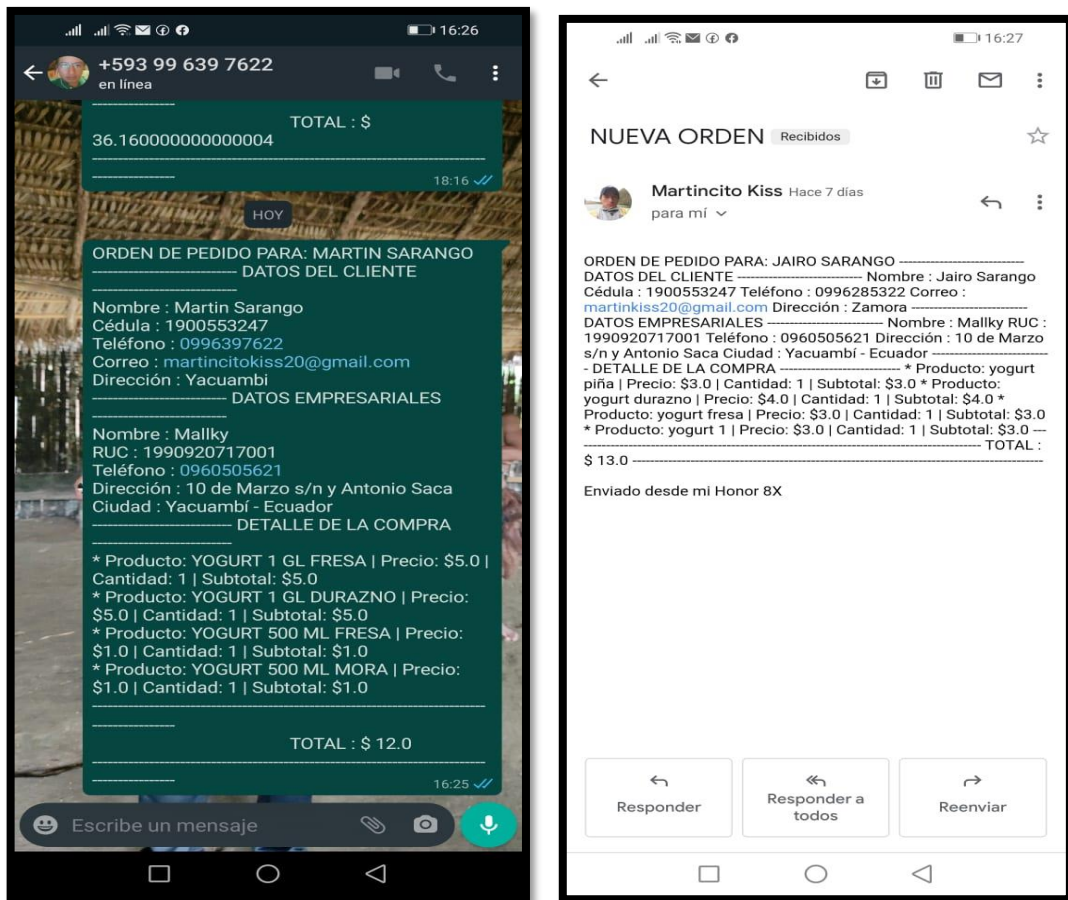 16:26
+593 99 639 7622
en línea
----------------
TOTAL : $
36.160000000000004
----------------------------------------------------------------------------
----------------
18:16
HOY
ORDEN DE PEDIDO PARA: MARTIN SARANGO
---------------------------- DATOS DEL CLIENTE
----------------------------
Nombre : Martin Sarango
Cédula : 1900553247
Teléfono : 0996397622
Correo : martincitokiss20@gmail.com
Dirección : Yacuambi
-------------------------- DATOS EMPRESARIALES
--------------------------
Nombre : Mallky
RUC : 1990920717001
Teléfono : 0960505621
Dirección : 10 de Marzo s/n y Antonio Saca
Ciudad : Yacuambí - Ecuador
--------------------------- DETALLE DE LA COMPRA
---------------------------
* Producto: YOGURT 1 GL FRESA | Precio: $5.0 |
Cantidad: 1 | Subtotal: $5.0
* Producto: YOGURT 1 GL DURAZNO | Precio:
$5.0 | Cantidad: 1 | Subtotal: $5.0
* Producto: YOGURT 500 ML FRESA | Precio:
$1.0 | Cantidad: 1 | Subtotal: $1.0
* Producto: YOGURT 500 ML MORA | Precio:
$1.0 | Cantidad: 1 | Subtotal: $1.0
----------------------------------------------------------------------------
----------------
TOTAL : $ 12.0
----------------------------------------------------------------------------
----------------
16:25
Escribe un mensaje
16:27
NUEVA ORDEN Recibidos
Martincito Kiss Hace 7 días
para mí
ORDEN DE PEDIDO PARA: JAIRO SARANGO ----------------------------
DATOS DEL CLIENTE ---------------------------- Nombre : Jairo Sarango
Cédula : 1900553247 Teléfono : 0996285322 Correo :
martinkiss20@gmail.com Dirección : Zamora --------------------------
DATOS EMPRESARIALES -------------------------- Nombre : Mallky RUC :
1990920717001 Teléfono : 0960505621 Dirección : 10 de Marzo
s/n y Antonio Saca Ciudad : Yacuambí - Ecuador --------------------------
- DETALLE DE LA COMPRA --------------------------- * Producto: yogurt
piña | Precio: $3.0 | Cantidad: 1 | Subtotal: $3.0 * Producto:
yogurt durazno | Precio: $4.0 | Cantidad: 1 | Subtotal: $4.0 *
Producto: yogurt fresa | Precio: $3.0 | Cantidad: 1 | Subtotal: $3.0
* Producto: yogurt 1 | Precio: $3.0 | Cantidad: 1 | Subtotal: $3.0 ---
----------------------------------------------------------------------------------------- TOTAL :
$ 13.0 --------------------------------------------------------------------------------------------
Enviado desde mi Honor 8X
Responder
Responder a
todos
Reenviar